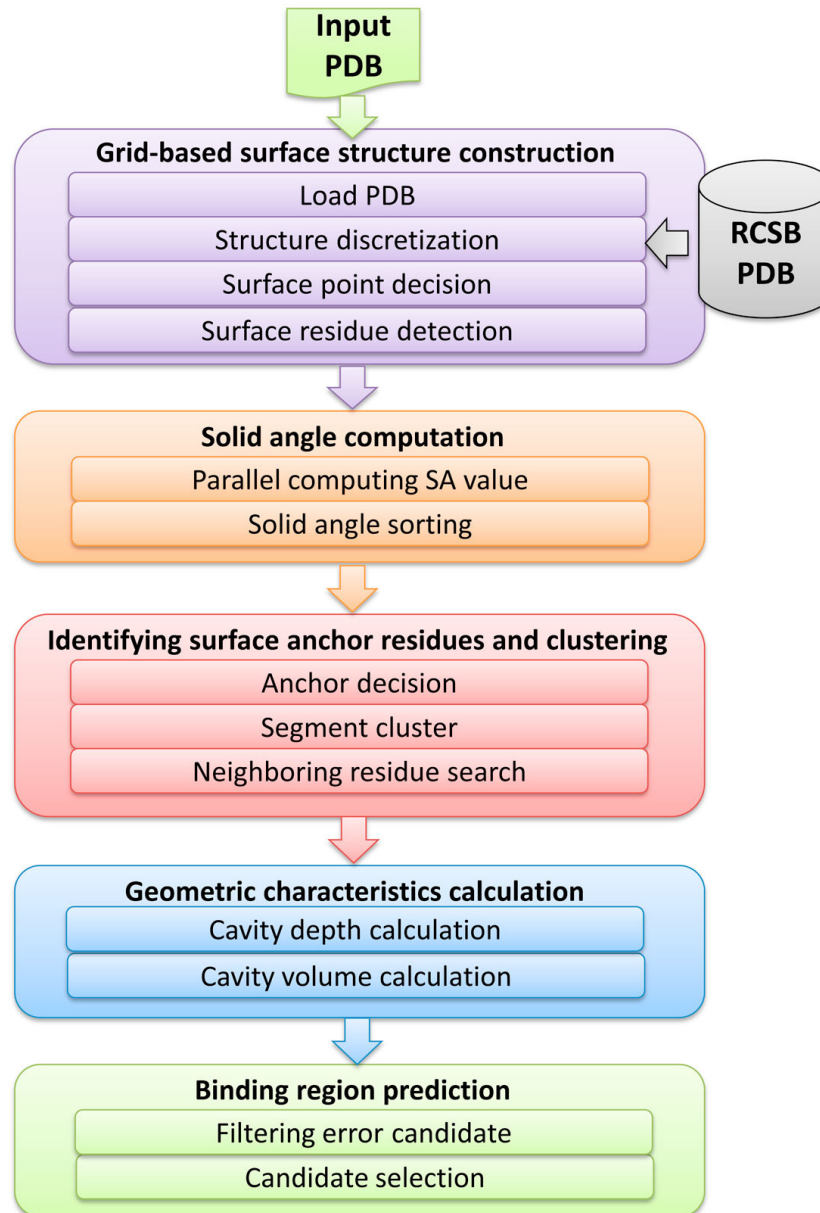 Input
PDB
Grid-based surface structure construction
Load PDB
Structure discretization
Surface point decision
Surface residue detection
RCSB
PDB
Solid angle computation
Parallel computing SA value
Solid angle sorting
Identifying surface anchor residues and clustering
Anchor decision
Segment cluster
Neighboring residue search
Geometric characteristics calculation
Cavity depth calculation
Cavity volume calculation
Binding region prediction
Filtering error candidate
Candidate selection